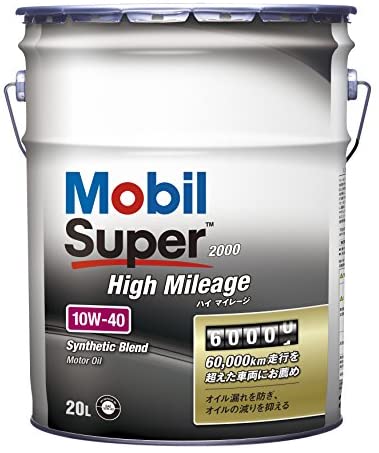 Mobil
Super™ 2000
High Mileage
ハイ マイレージ
10W-40
Synthetic Blend
Motor Oil
60000
60,000km走行を
超えた車両にお薦め
オイル漏れを防ぎ、
オイルの減りを抑える
20L